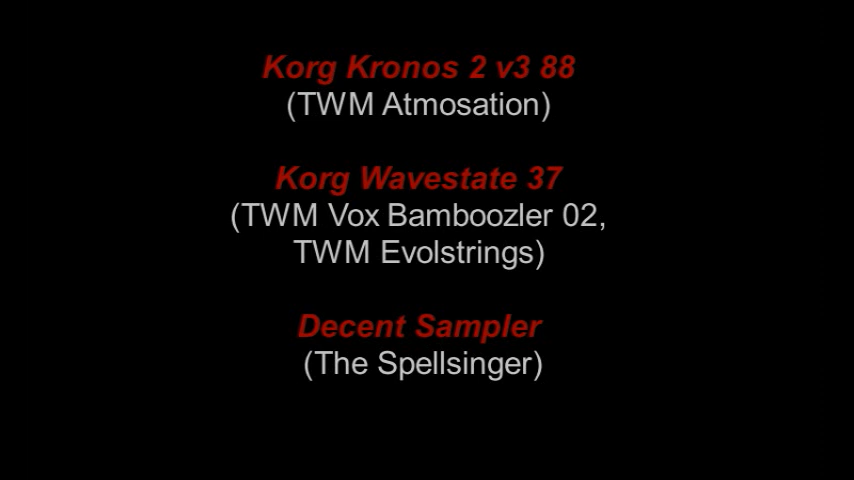 Korg Kronos 2 v3 88
(TWM Atmosation)
Korg Wavestate 37
(TWM Vox Bamboozler 02,
TWM Evolstrings)
Decent Sampler
(The Spellsinger)